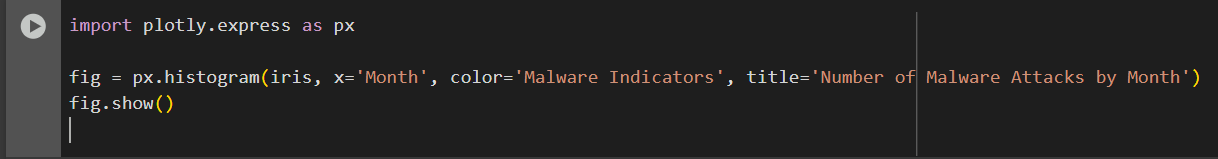 import plotly.express as px
fig = px.histogram(iris, x='Month', color='Malware Indicators', title='Number of Malware Attacks by Month')
fig.show()